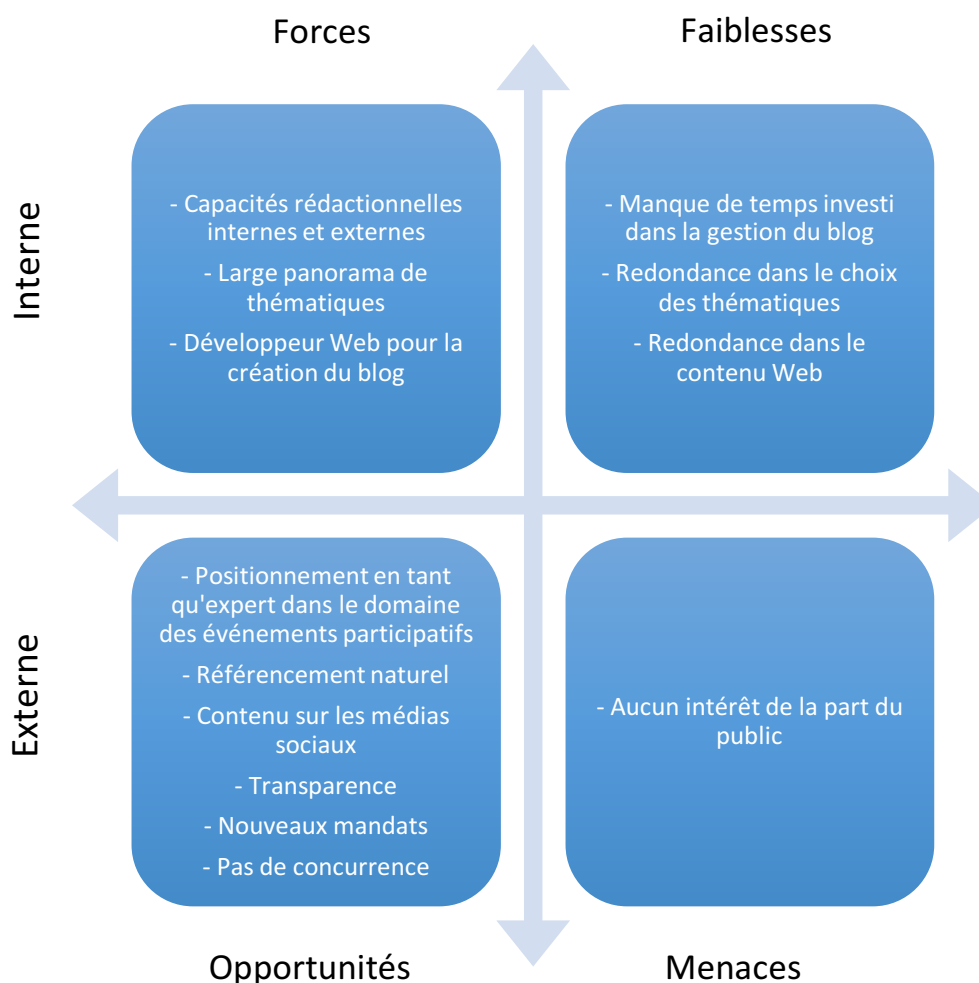 Forces
Faiblesses
Interne
- Capacités rédactionnelles
internes et externes
- Large panorama de
thématiques
- Développeur Web pour la
création du blog
- Manque de temps investi
dans la gestion du blog
- Redondance dans le choix
des thématiques
- Redondance dans le
contenu Web
Externe
- Positionnement en tant
qu'expert dans le domaine
des événements participatifs
- Référencement naturel
- Contenu sur les médias
sociaux
- Transparence
- Nouveaux mandats
- Pas de concurrence
- Aucun intérêt de la part du
public
Opportunités
Menaces